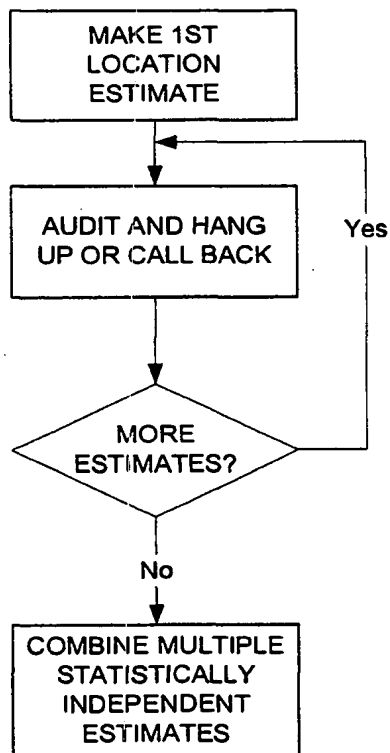 MAKE 1ST
LOCATION
ESTIMATE
AUDIT AND HANG
UP OR CALL BACK
Yes
MORE
ESTIMATES?
No
COMBINE MULTIPLE
STATISTICALLY
INDEPENDENT
ESTIMATES